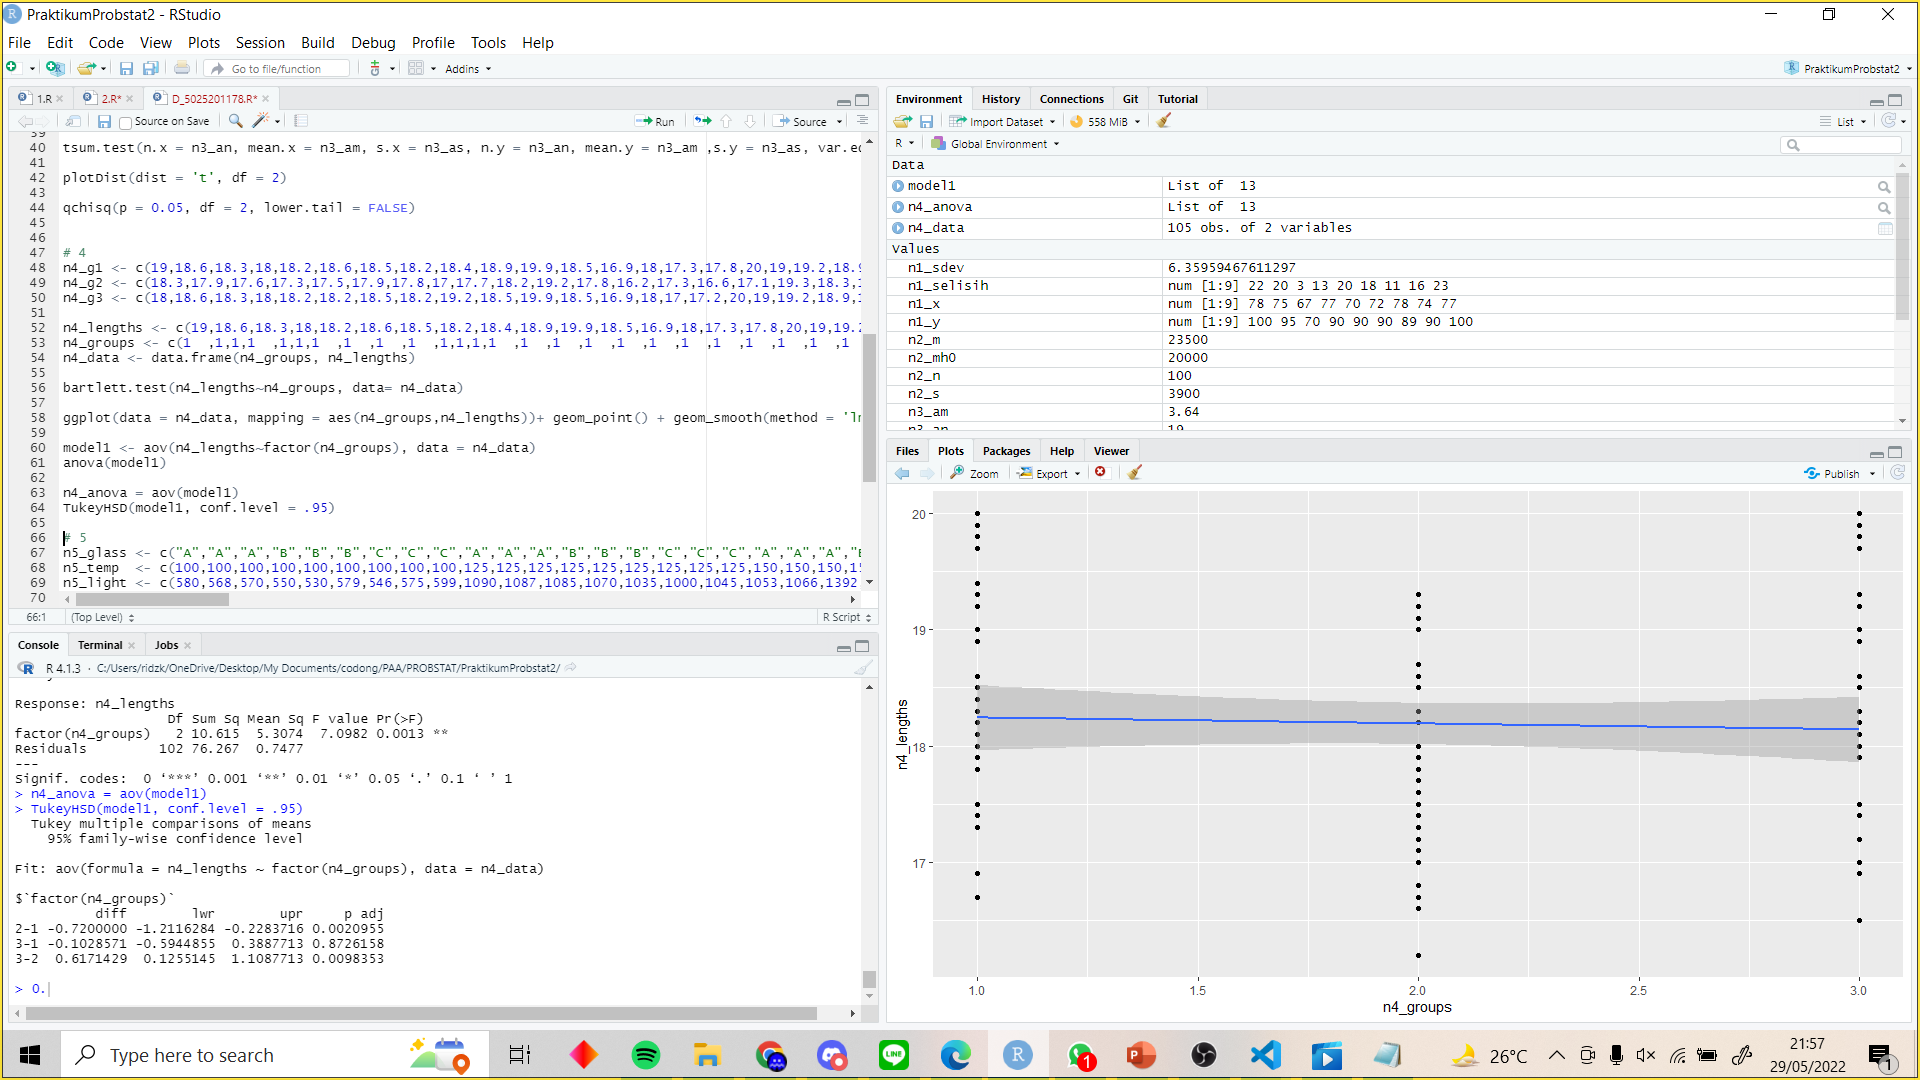 PraktikumProbstat2 - RStudio
File Edit Code View Plots Session Build Debug Profile Tools Help
Go to file/function Addins PraktikumProbstat2
1.R 2.R* D_5025201178.R*
Source on Save Run Source
39
40 tsum.test(n.x = n3_an, mean.x = n3_am, s.x = n3_as, n.y = n3_an, mean.y = n3_am ,s.y = n3_as, var.e
41
42 plotDist(dist = 't', df = 2)
43
44 qchisq(p = 0.05, df = 2, lower.tail = FALSE)
45
46
47 # 4
48 n4_g1 <- c(19,18.6,18.3,18,18.2,18.6,18.5,18.2,18.4,18.9,19.9,18.5,16.9,18,17.3,17.8,20,19,19.2,18.9
49 n4_g2 <- c(18.3,17.9,17.6,17.3,17.5,17.9,17.8,17,17.7,18.2,19.2,17.8,16.2,17.3,16.6,17.1,19.3,18.3,
50 n4_g3 <- c(18,18.6,18.3,18,18.2,18.5,18.2,19.2,18.5,18.9,16.5,16.9,18,17,17.2,20,19,19.2,18.9,
51
52 n4_lengths <- c(19,18.6,18.3,18,18.2,18.6,18.5,18.2,18.4,18.9,19.9,18.5,16.9,18,17.3,17.8,20,19,19.2
53 n4_groups <- c(1 ,1,1,1 ,1,1,1 ,1 ,1 ,1 ,1,1,1,1 ,1 ,1 ,1 ,1 ,1 ,1 ,1 ,1 ,1 ,1 ,1
54 n4_data <- data.frame(n4_groups, n4_lengths)
55
56 bartlett.test(n4_lengths~n4_groups, data= n4_data)
57
58 ggplot(data = n4_data, mapping = aes(n4_groups,n4_lengths))+ geom_point() + geom_smooth(method = 'l
59
60 model1 <- aov(n4_lengths~factor(n4_groups), data = n4_data)
61 anova(model1)
62
63 n4_anova = aov(model1)
64 TukeyHSD(model1, conf.level = .95)
65
66 # 5
67 n5_glass <- c("A","A","A","B","B","B","C","C","C","A","A","A","B","B","B","C","C","C","A","A","A","
68 n5_temp <- c(100,100,100,100,100,100,100,100,100,125,125,125,125,125,125,125,125,125,150,150,150,1
69 n5_light <- c(580,568,570,550,530,579,546,575,599,1090,1087,1085,1070,1035,1000,1045,1053,1066,1392
70
66:1 (Top Level) R Script
Console Terminal Jobs
R 4.1.3 · C:/Users/ridzk/OneDrive/Desktop/My Documents/codong/PAA/PROBSTAT/PraktikumProbstat2/
Response: n4_lengths
Df Sum Sq Mean Sq F value Pr(>F)
factor(n4_groups) 2 10.615 5.3074 7.0982 0.0013 **
Residuals 102 76.267 0.7477
---
Signif. codes: 0 ‘***’ 0.001 ‘**’ 0.01 ‘*’ 0.05 ‘.’ 0.1 ‘ ’ 1
> n4_anova = aov(model1)
> TukeyHSD(model1, conf.level = .95)
Tukey multiple comparisons of means
95% family-wise confidence level
Fit: aov(formula = n4_lengths ~ factor(n4_groups), data = n4_data)
$`factor(n4_groups)`
diff lwr upr p adj
2-1 -0.7200000 -1.2116284 -0.2283716 0.0020955
3-1 -0.1028571 -0.5944855 0.3887713 0.8726158
3-2 0.6171429 0.1255145 1.1087713 0.0098353
> 0.
Environment History Connections Git Tutorial
Import Dataset 558 MiB List
R Global Environment
Data
model1 List of 13
n4_anova List of 13
n4_data 105 obs. of 2 variables
Values
n1_sdev 6.35959467611297
n1_selisih num [1:9] 22 20 3 13 20 18 11 16 23
n1_x num [1:9] 78 75 67 77 70 72 78 74 77
n1_y num [1:9] 100 95 70 90 90 90 89 90 100
n2_m 23500
n2_mh0 20000
n2_n 100
n2_s 3900
n3_am 3.64
n3_an 19
Files Plots Packages Help Viewer
Zoom Export Publish
20
19
18
17
n4_lengths
1.0 1.5 2.0 2.5 3.0
n4_groups
Type here to search
1
26°C
21:57
29/05/2022
1